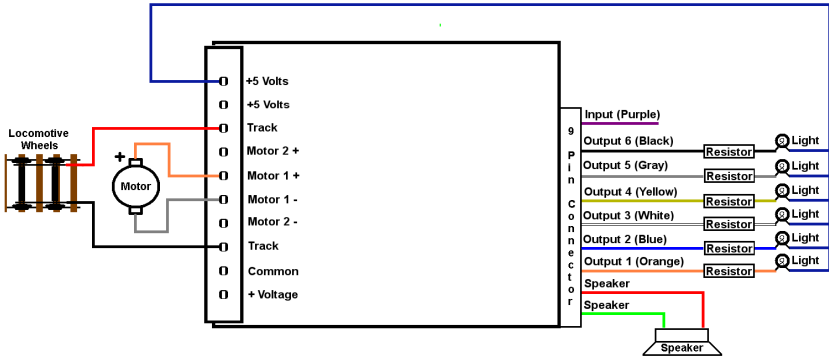 +5 Volts
+5 Volts
Track
Motor 2 +
Motor 1 +
Motor 1 -
Motor 2 -
Track
Common
+ Voltage
Locomotive
Wheels
+
Motor
9 Pin Connector
Input (Purple)
Output 6 (Black)
Resistor
Light
Output 5 (Gray)
Resistor
Light
Output 4 (Yellow)
Resistor
Light
Output 3 (White)
Resistor
Light
Output 2 (Blue)
Resistor
Light
Output 1 (Orange)
Resistor
Light
Speaker
Speaker
Speaker